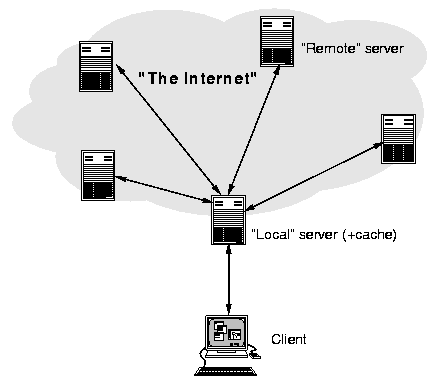 "Remote" server
"The Internet"
"Local" server (+cache)
Client